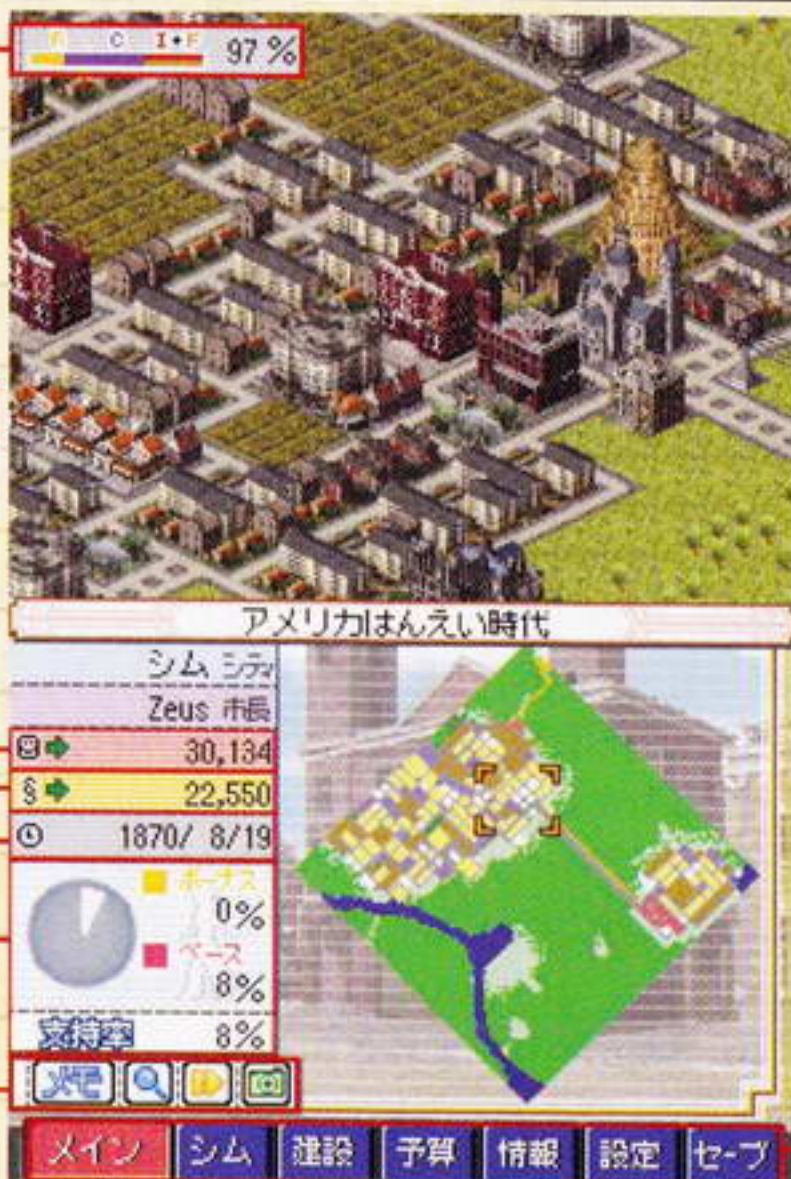 R C I・F 97%
アメリカはんえい時代
シム シティ
Zeus 市長
30,134
§ 22,550
1870/ 8/19
ボーナス
0%
ベース
8%
支持率 8%
メモ
メイン シム 建設 予算 情報 設定 セーブ